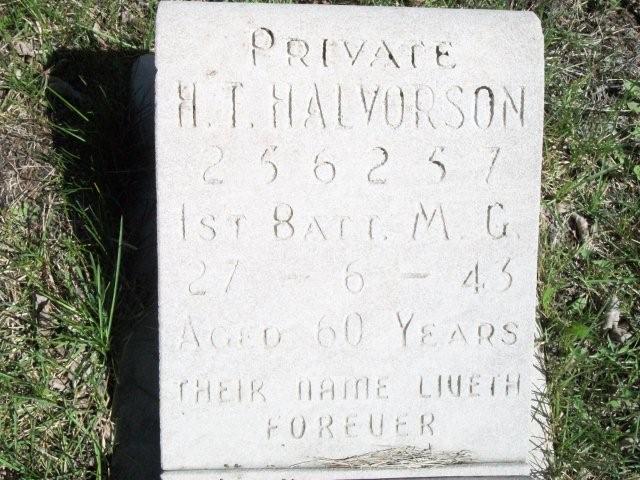 PRIVATE
H. T. HALVORSON
256257
1ST BATT. M. G.
27 - 6 - 43
AGED 60 YEARS
THEIR NAME LIVETH
FOREVER